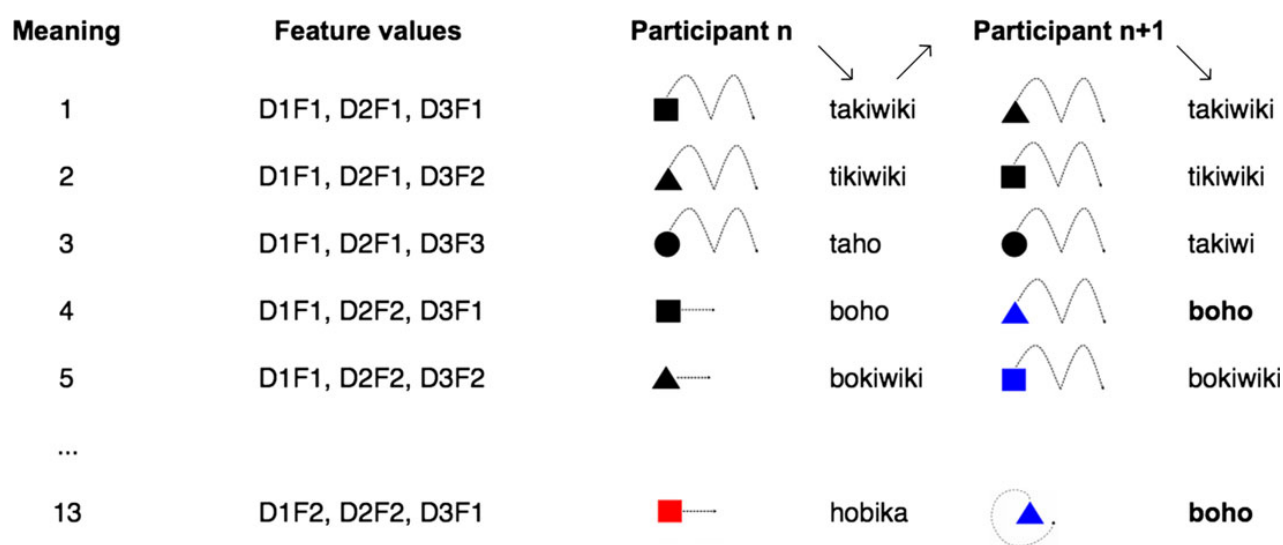 Meaning Feature values Participant n Participant n+1
1 D1F1, D2F1, D3F1 takiwiki takiwiki
2 D1F1, D2F1, D3F2 tikiwiki tikiwiki
3 D1F1, D2F1, D3F3 taho takiwi
4 D1F1, D2F2, D3F1 boho boho
5 D1F1, D2F2, D3F2 bokiwiki bokiwiki
...
13 D1F2, D2F2, D3F1 hobika boho